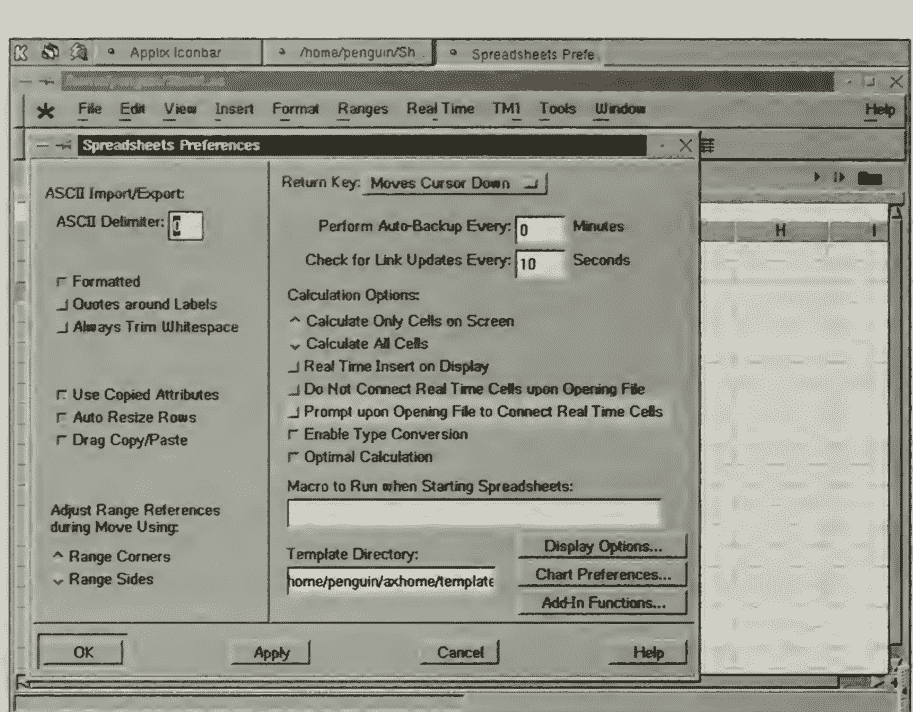 Applix Iconbar
/home/penguin/Sh
Spreadsheets Prefe
File Edit View Insert Format Ranges Real Time TM1 Tools Window Help
Spreadsheets Preferences
ASCII Import/Export:
ASCII Delimiter:
Formatted
Quotes around Labels
Always Trim Whitespace
Use Copied Attributes
Auto Resize Rows
Drag Copy/Paste
Adjust Range References
during Move Using:
Range Corners
Range Sides
Return Key: Moves Cursor Down
Perform Auto-Backup Every: 0 Minutes
Check for Link Updates Every: 10 Seconds
Calculation Options:
Calculate Only Cells on Screen
Calculate All Cells
Real Time Insert on Display
Do Not Connect Real Time Cells upon Opening File
Prompt upon Opening File to Connect Real Time Cells
Enable Type Conversion
Optimal Calculation
Macro to Run when Starting Spreadsheets:
Template Directory:
home/penguin/axhome/template
Display Options...
Chart Preferences...
Add-In Functions...
OK Apply Cancel Help
H I